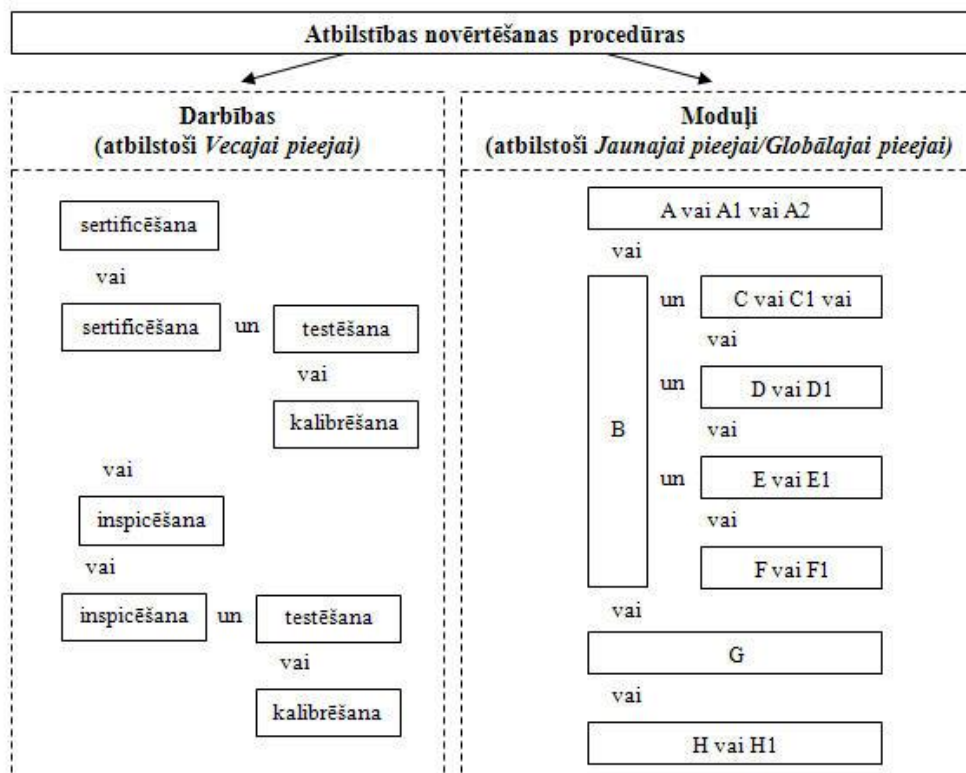 Atbilstības novērtēšanas procedūras
Darbības
(atbilstoši Vecajai pieejai)
sertificēšana
vai
sertificēšana un testēšana
vai
kalibrēšana
vai
inspicēšana
vai
inspicēšana un testēšana
vai
kalibrēšana
Moduļi
(atbilstoši Jaunajai pieejai/Globālajai pieejai)
A vai A1 vai A2
vai
B
un C vai C1 vai
vai
un D vai D1
vai
un E vai E1
vai
F vai F1
vai
G
vai
H vai H1